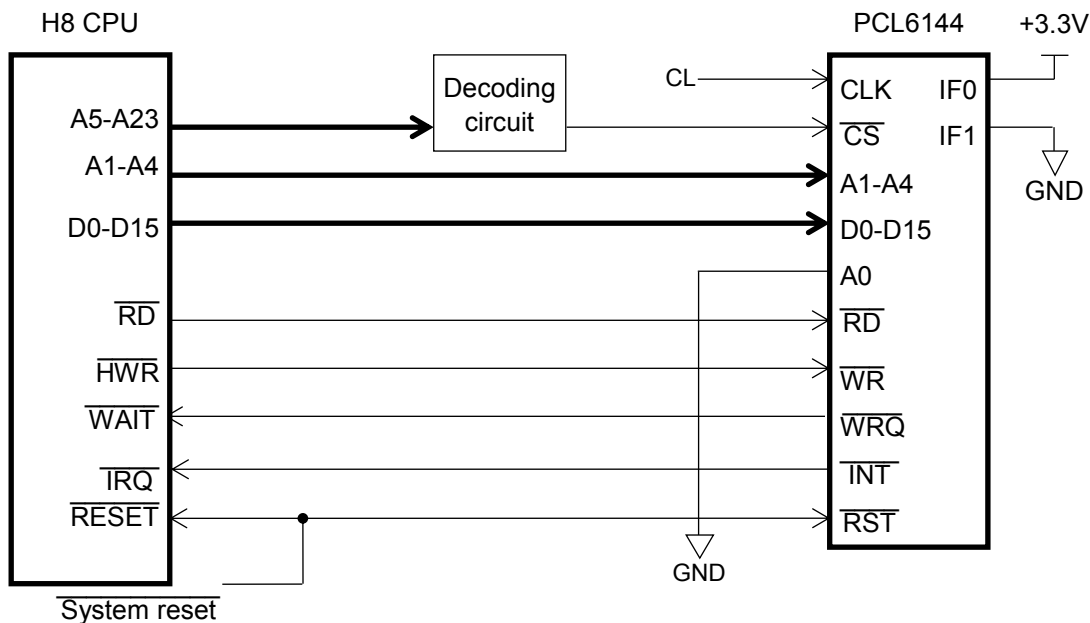 H8 CPU
PCL6144
+3.3V
A5-A23
A1-A4
D0-D15
RD
HWR
WAIT
IRQ
RESET
System reset
Decoding
circuit
CL
GND
CLK
CS
A1-A4
D0-D15
A0
RD
WR
WRQ
INT
RST
IF0
IF1
GND